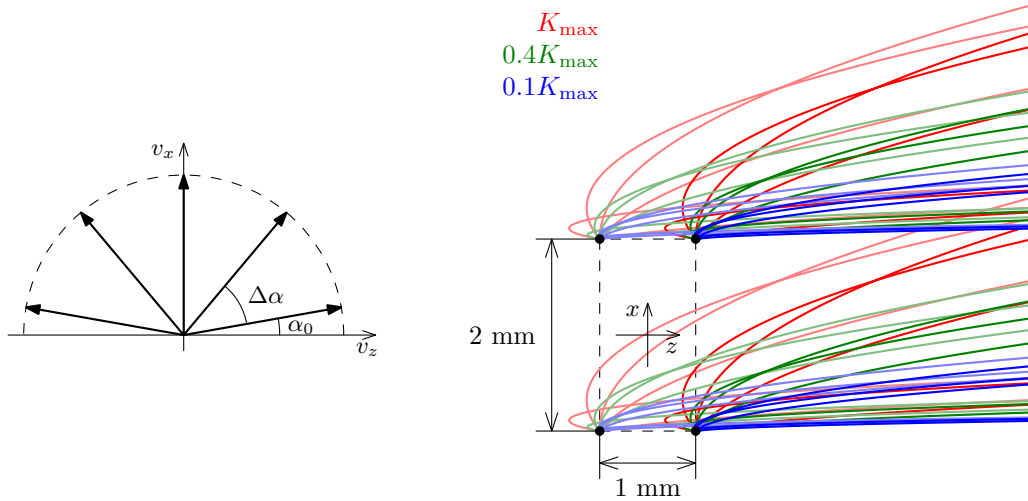 v_x
Δα
α_0
v_z
K_max
0.4K_max
0.1K_max
x
z
2 mm
1 mm